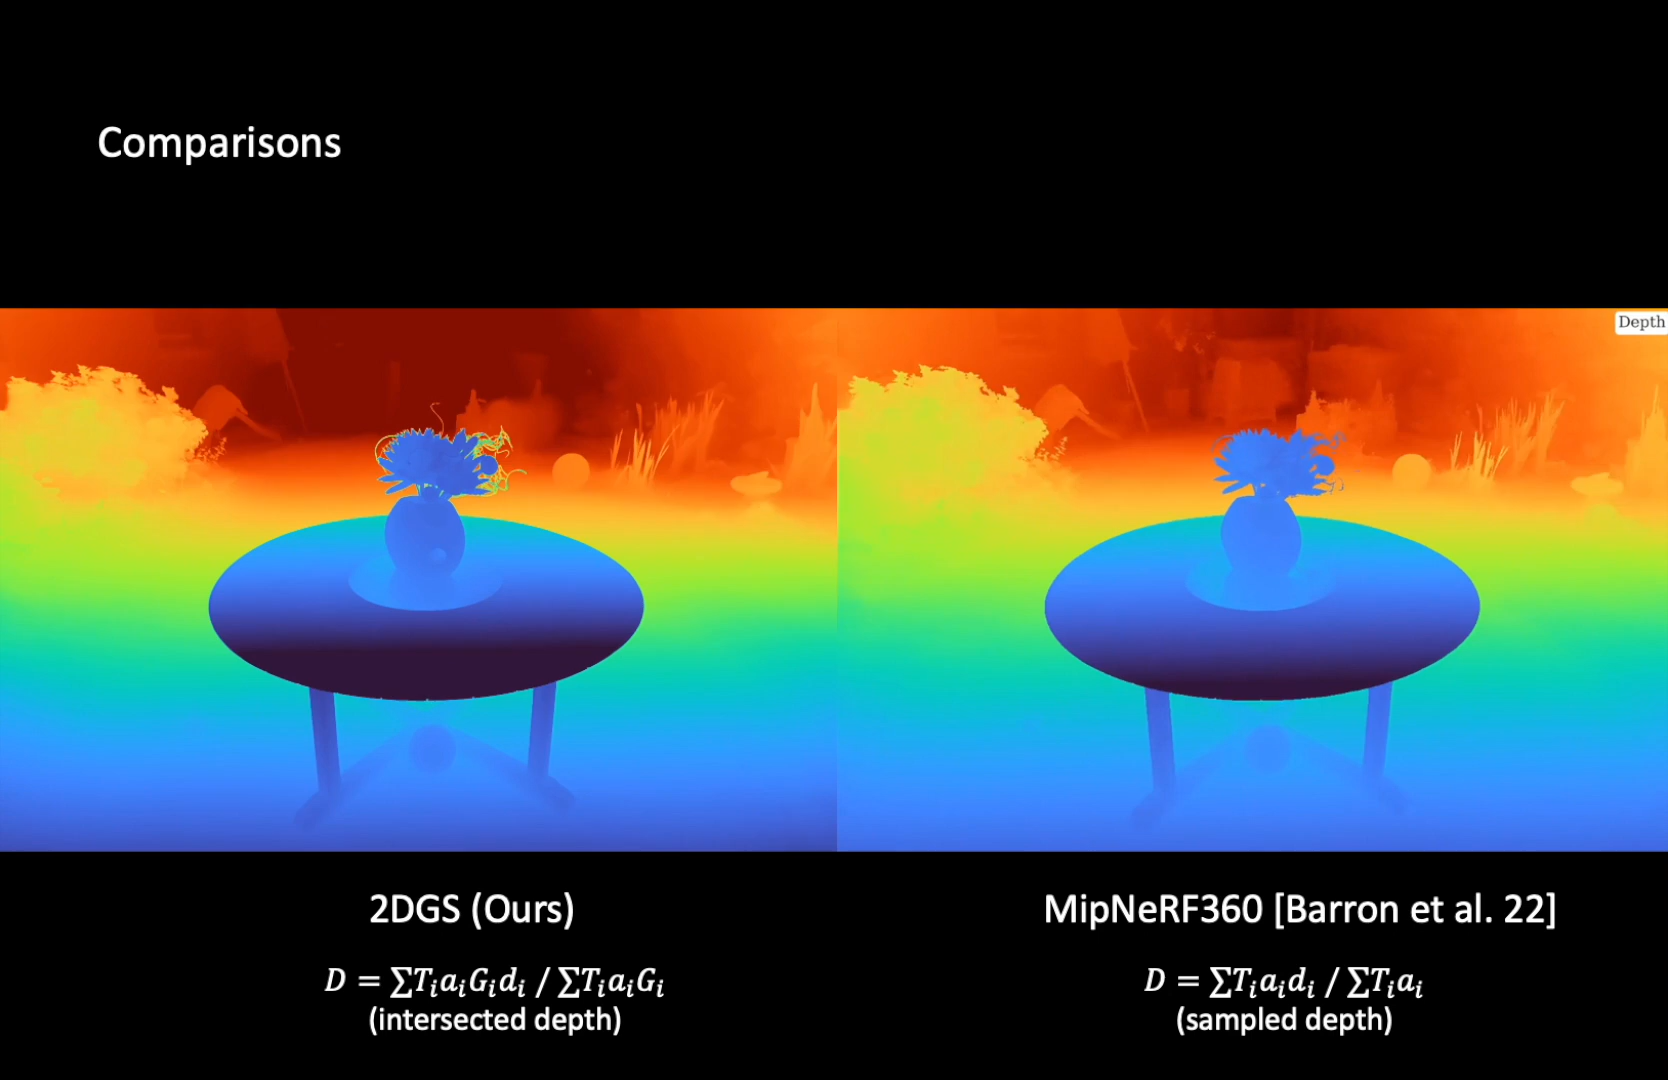 Comparisons
Depth
2DGS (Ours)
D = ∑TᵢaᵢGᵢdᵢ / ∑TᵢaᵢGᵢ
(intersected depth)
MipNeRF360 [Barron et al. 22]
D = ∑Tᵢaᵢdᵢ / ∑Tᵢaᵢ
(sampled depth)